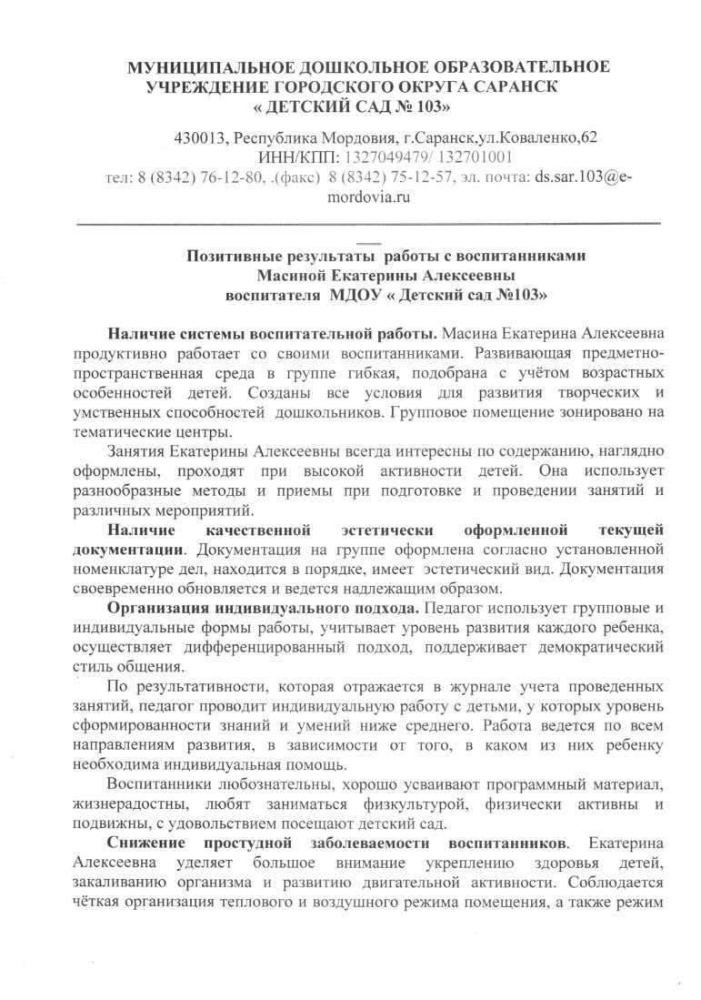 МУНИЦИПАЛЬНОЕ ДОШКОЛЬНОЕ ОБРАЗОВАТЕЛЬНОЕ
УЧРЕЖДЕНИЕ ГОРОДСКОГО ОКРУГА САРАНСК
« ДЕТСКИЙ САД № 103»
430013, Республика Мордовия, г.Саранск,ул.Коваленко,62
ИНН/КПП: 1327049479/ 132701001
тел: 8 (8342) 76-12-80, .(факс)  8 (8342) 75-12-57, эл. почта: ds.sar.103@e-
mordovia.ru
Позитивные результаты  работы с воспитанниками
Масиной Екатерины Алексеевны
воспитателя  МДОУ « Детский сад №103»
Наличие системы воспитательной работы. Масина Екатерина Алексеевна
продуктивно работает со своими воспитанниками. Развивающая предметно-
пространственная среда в группе гибкая, подобрана с учётом возрастных
особенностей детей. Созданы все условия для развития творческих и
умственных способностей  дошкольников. Групповое помещение зонировано на
тематические центры.
Занятия Екатерины Алексеевны всегда интересны по содержанию, наглядно
оформлены, проходят при высокой активности детей. Она использует
разнообразные методы и приемы при подготовке и проведении занятий и
различных мероприятий.
Наличие качественной эстетически оформленной текущей
документации. Документация на группе оформлена согласно установленной
номенклатуре дел, находится в порядке, имеет  эстетический вид. Документация
своевременно обновляется и ведется надлежащим образом.
Организация индивидуального подхода. Педагог использует групповые и
индивидуальные формы работы, учитывает уровень развития каждого ребенка,
осуществляет дифференцированный подход, поддерживает демократический
стиль общения.
По результативности, которая отражается в журнале учета проведенных
занятий, педагог проводит индивидуальную работу с детьми, у которых уровень
сформированности знаний и умений ниже среднего. Работа ведется по всем
направлениям развития, в зависимости от того, в каком из них ребенку
необходима индивидуальная помощь.
Воспитанники любознательны, хорошо усваивают программный материал,
жизнерадостны, любят заниматься физкультурой, физически активны и
подвижны, с удовольствием посещают детский сад.
Снижение простудной заболеваемости воспитанников. Екатерина
Алексеевна уделяет большое внимание укреплению здоровья детей,
закаливанию организма и развитию двигательной активности. Соблюдается
чёткая организация теплового и воздушного режима помещения, а также режим